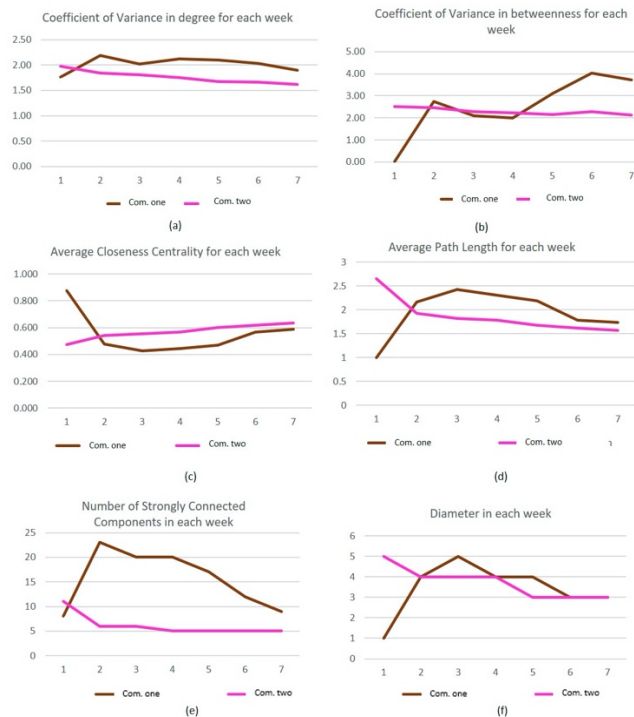 Coefficient of Variance in degree for each week
2.50
2.00
1.50
1.00
0.50
0.00
1 2 3 4 5 6 7
Com. one Com. two
(a)
Coefficient of Variance in betweenness for each
week
5.00
4.00
3.00
2.00
1.00
0.00
1 2 3 4 5 6 7
Com. one Com. two
(b)
Average Closeness Centrality for each week
1.000
0.800
0.600
0.400
0.200
0.000
1 2 3 4 5 6 7
Com. one Com. two
(c)
Average Path Length for each week
3
2.5
2
1.5
1
0.5
0
1 2 3 4 5 6 7
Com. one Com. two
(d)
Number of Strongly Connected
Components in each week
25
20
15
10
5
0
1 2 3 4 5 6 7
Com. one Com. two
(e)
Diameter in each week
6
5
4
3
2
1
0
1 2 3 4 5 6 7
Com. one Com. two
(f)